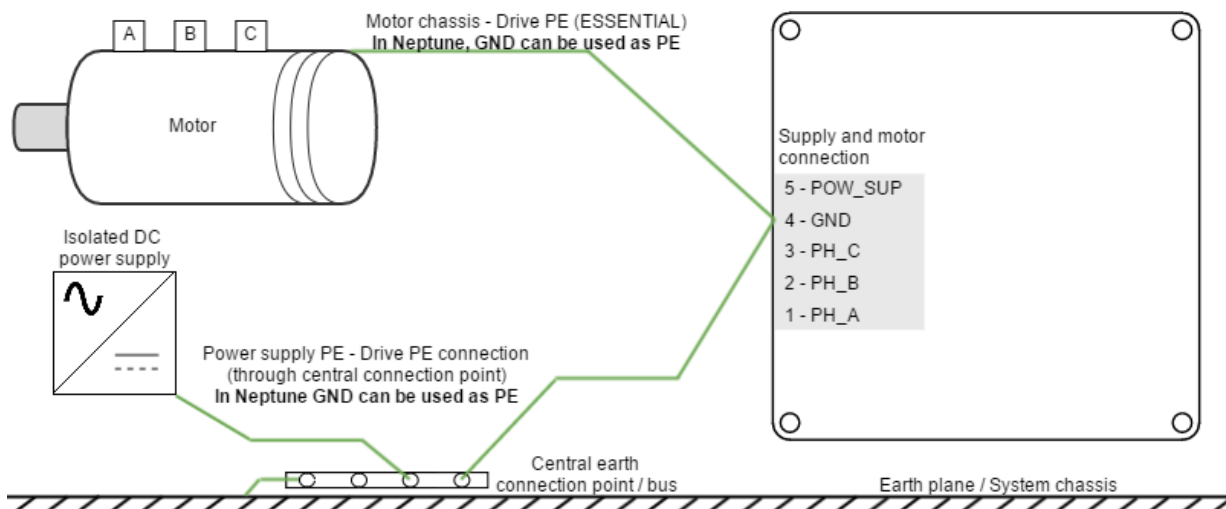 Motor chassis - Drive PE (ESSENTIAL)
In Neptune, GND can be used as PE
A
B
C
Motor
Supply and motor
connection
5 - POW_SUP
4 - GND
3 - PH_C
2 - PH_B
1 - PH_A
Isolated DC
power supply
Power supply PE - Drive PE connection
(through central connection point)
In Neptune GND can be used as PE
Central earth
connection point / bus
Earth plane / System chassis